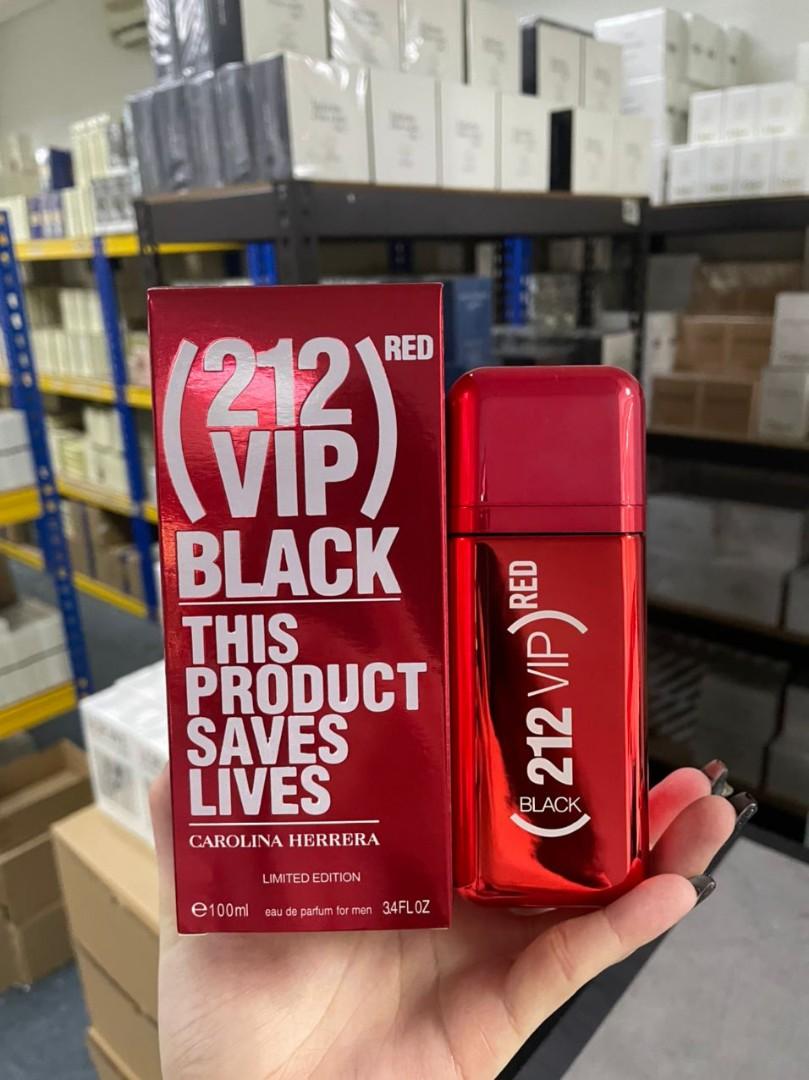 (212 VIP) RED
BLACK
THIS
PRODUCT
SAVES
LIVES
CAROLINA HERRERA
LIMITED EDITION
e100ml eau de parfum for men 3.4FL OZ
(212 VIP) RED
BLACK